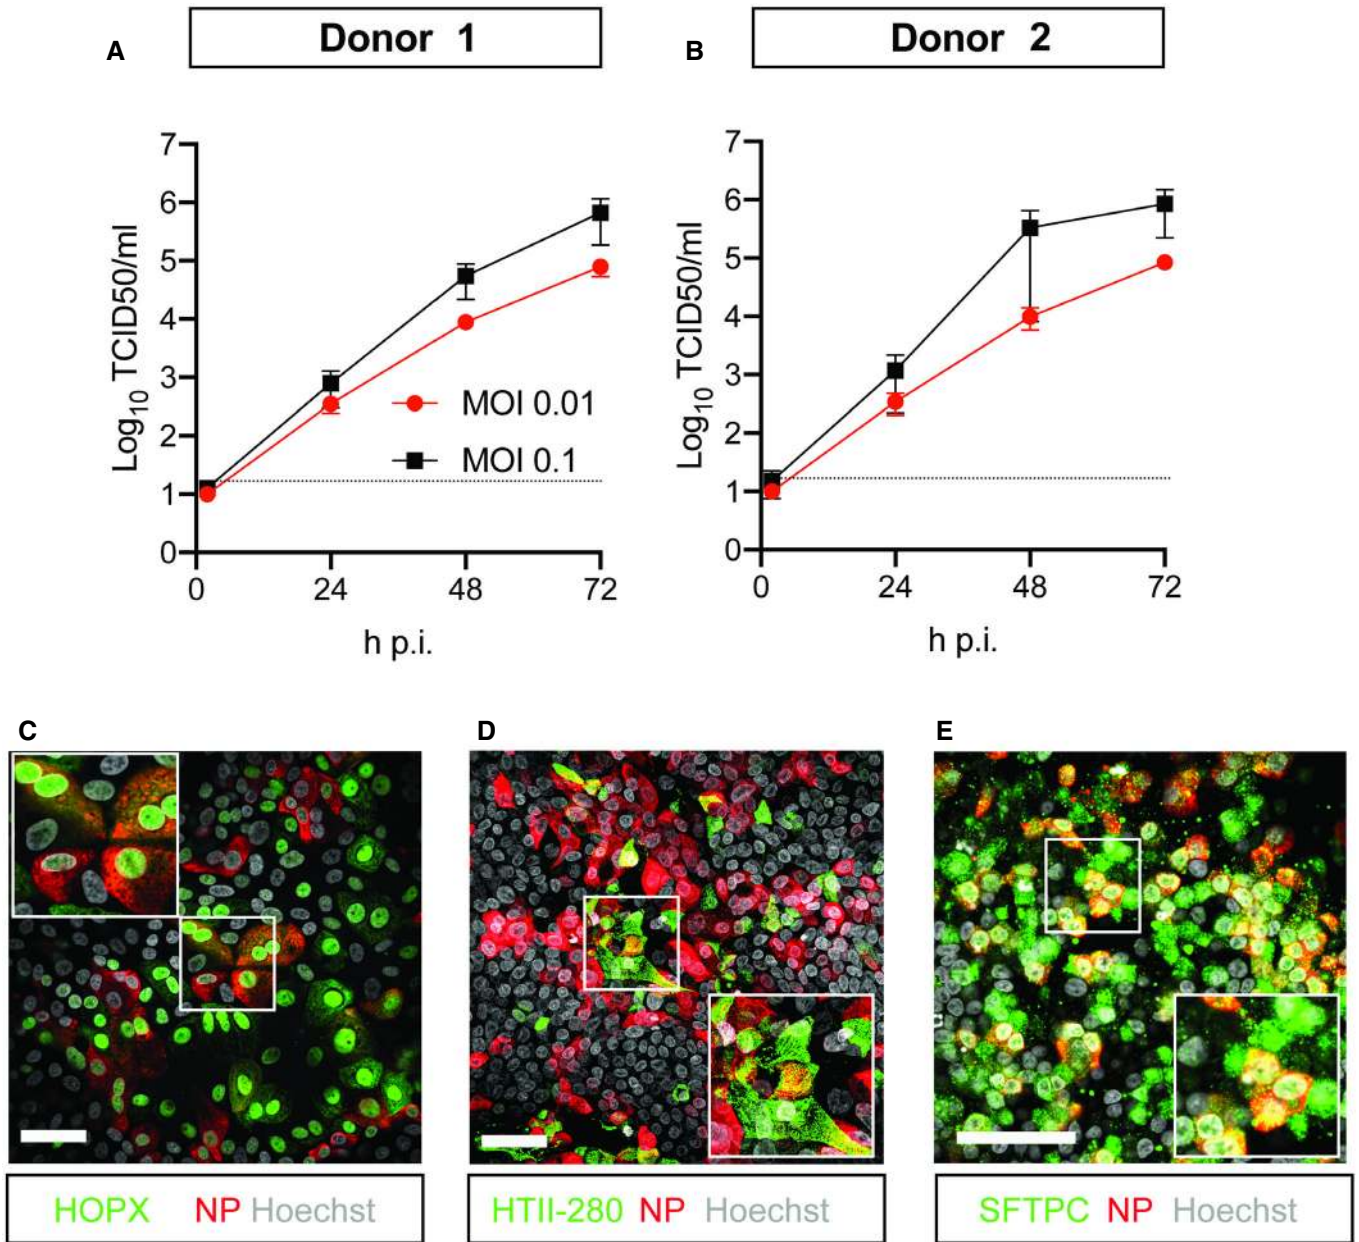 A
Donor 1
B
Donor 2
7
6
5
4
3
2
1
0
Log10 TCID50/ml
MOI 0.01
MOI 0.1
0 24 48 72
h p.i.
7
6
5
4
3
2
1
0
Log10 TCID50/ml
0 24 48 72
h p.i.
C
D
E
HOPX NP Hoechst
HTII-280 NP Hoechst
SFTPC NP Hoechst